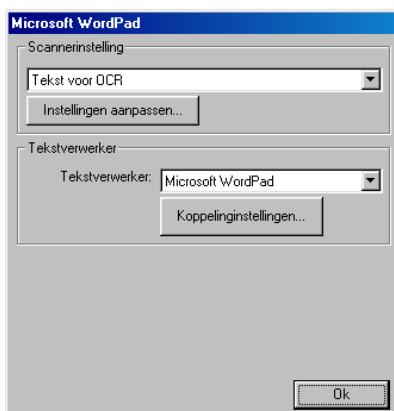 Microsoft WordPad
Scannerinstelling
Tekst voor OCR
Instellingen aanpassen...
Tekstverwerker
Tekstverwerker: Microsoft WordPad
Koppelinginstellingen...
Ok